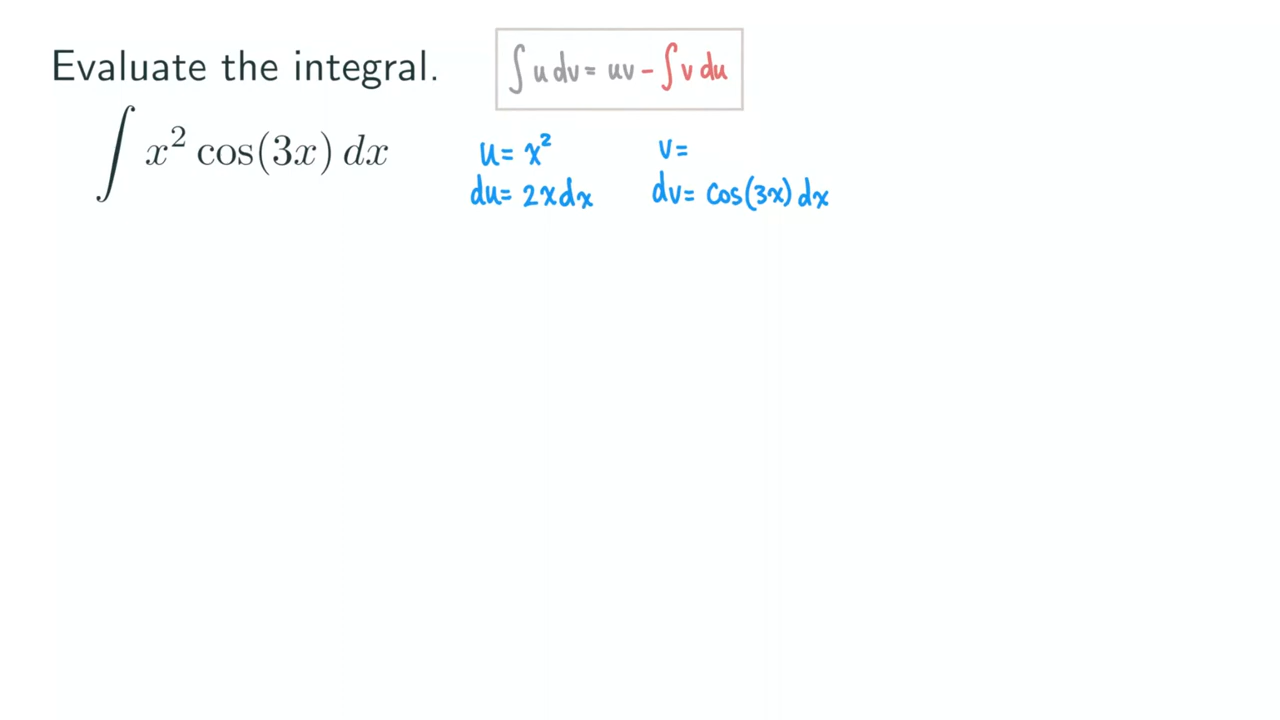 Evaluate the integral.
∫ u dv = uv - ∫ v du
∫ x² cos(3x) dx
u = x²
v =
du = 2x dx
dv = cos(3x) dx